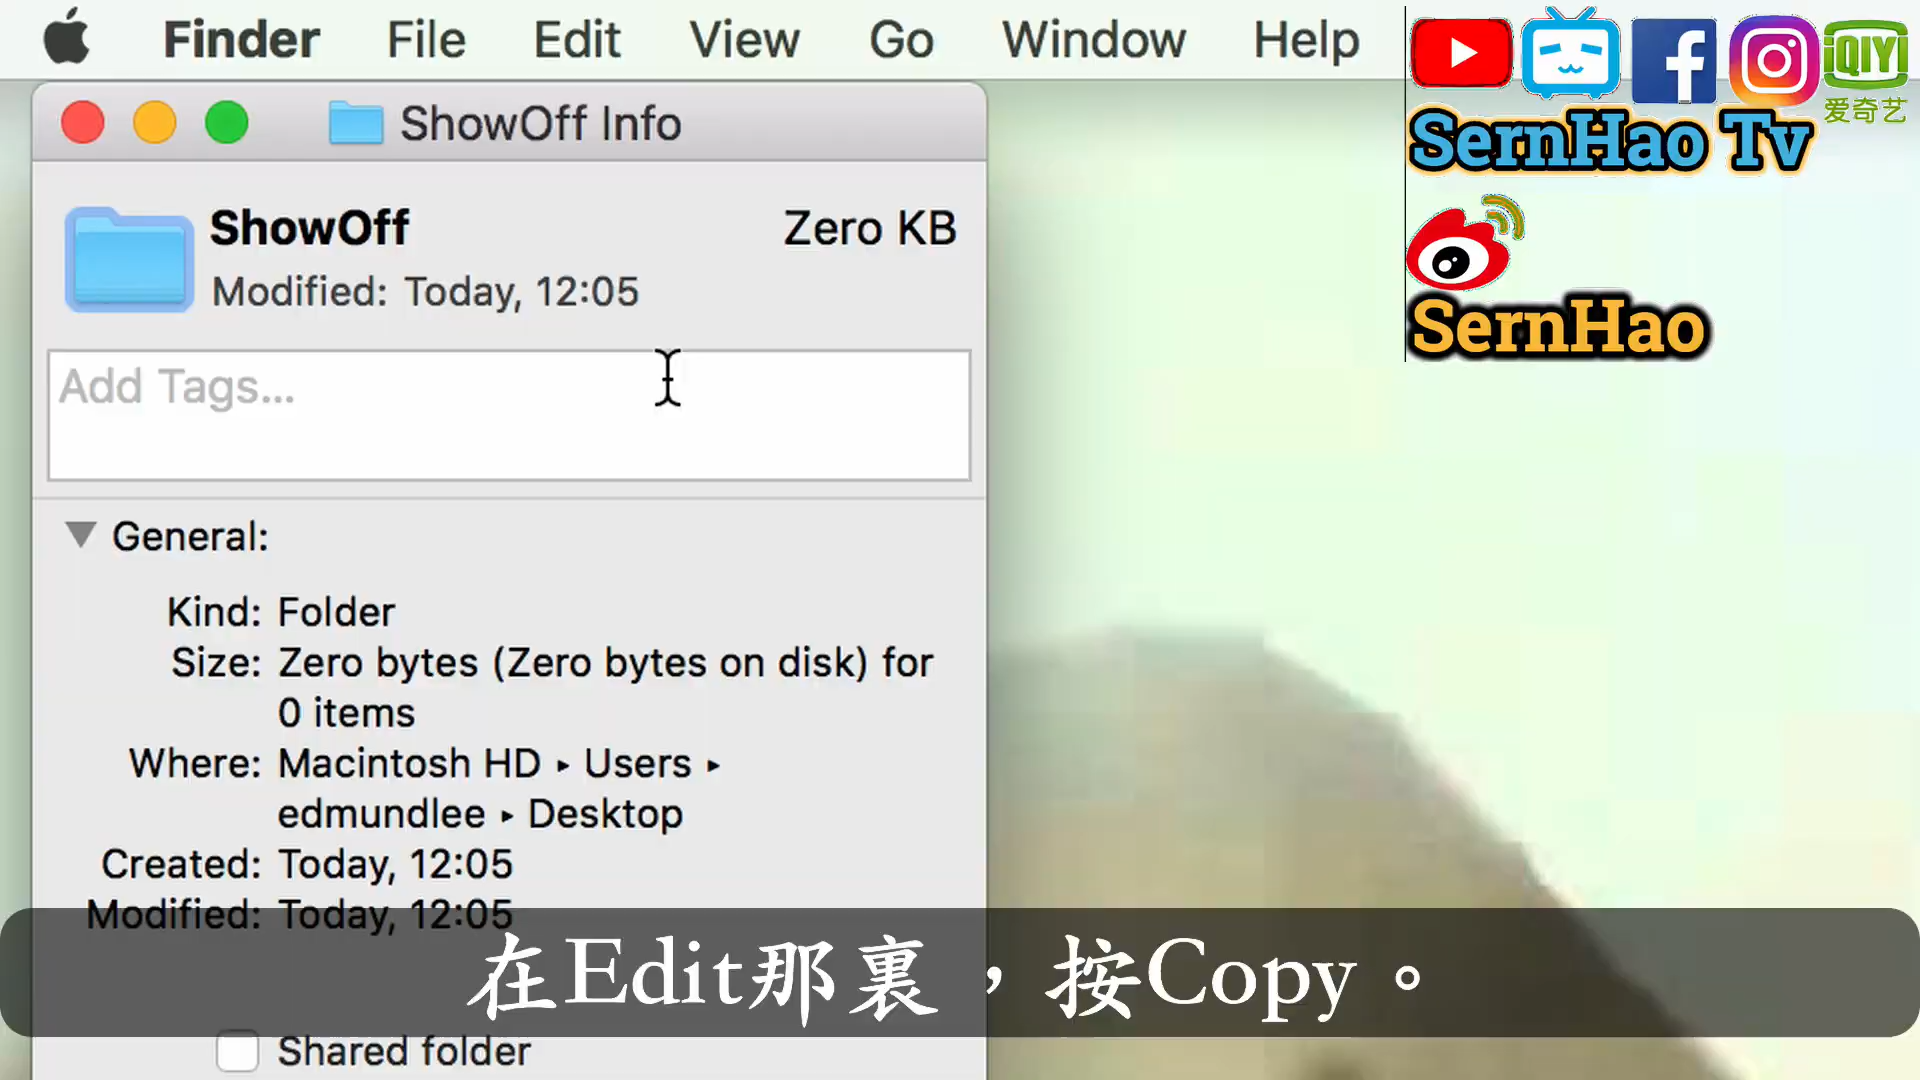 Finder File Edit View Go Window Help
iQIYI
爱奇艺
SernHao Tv
SernHao
ShowOff Info
ShowOff Zero KB
Modified: Today, 12:05
Add Tags...
General:
Kind: Folder
Size: Zero bytes (Zero bytes on disk) for
0 items
Where: Macintosh HD ▸ Users ▸
edmundlee ▸ Desktop
Created: Today, 12:05
Modified: Today, 12:05
在Edit那裏，按Copy。
Shared folder